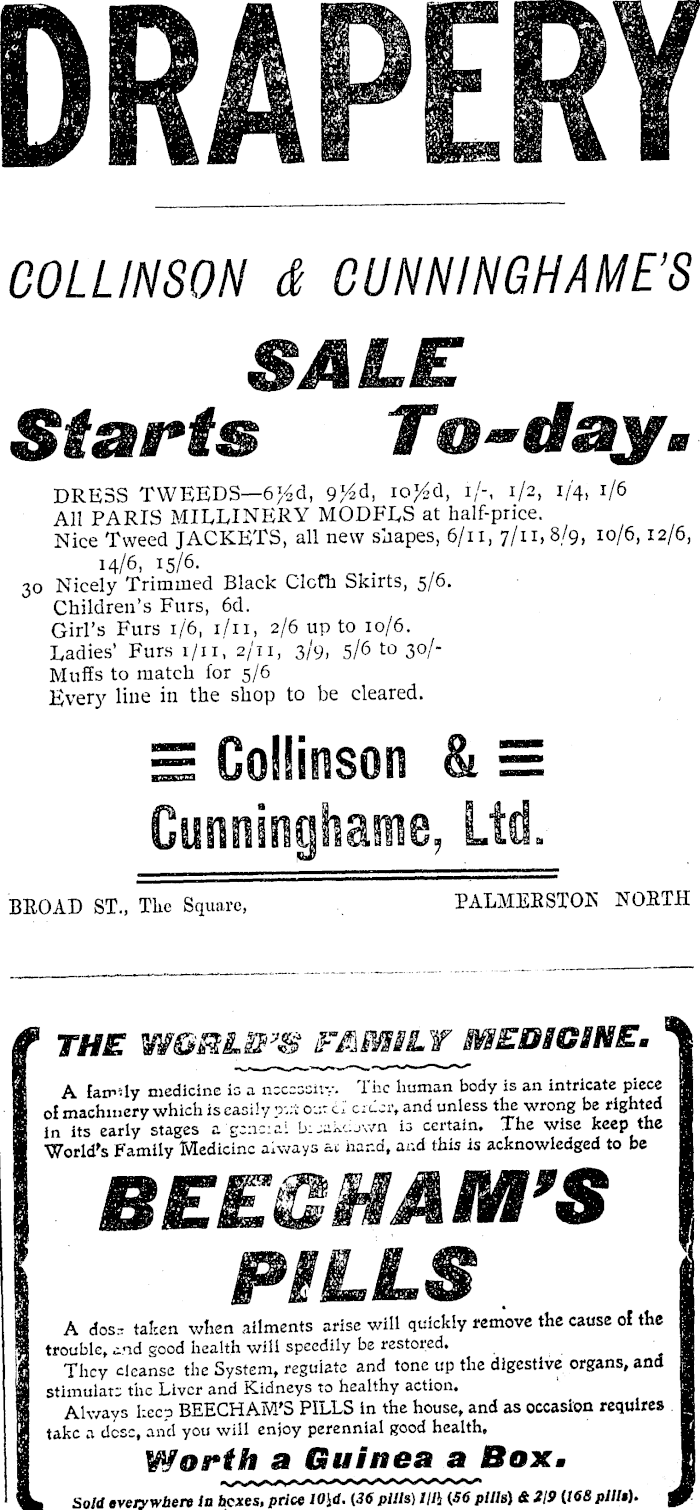 DRAPERY
COLLINSON & CUNNINGHAME'S
SALE
Starts To-day.
DRESS TWEEDS—6½d, 9½d, 10½d, 1/-, 1/2, 1/4, 1/6
All PARIS MILLINERY MODFLS at half-price.
Nice Tweed JACKETS, all new shapes, 6/11, 7/11, 8/9, 10/6, 12/6,
14/6, 15/6.
30 Nicely Trimmed Black Cloth Skirts, 5/6.
Children's Furs, 6d.
Girl's Furs 1/6, 1/11, 2/6 up to 10/6.
Ladies' Furs 1/11, 2/11, 3/9, 5/6 to 30/-
Muffs to match for 5/6
Every line in the shop to be cleared.
Collinson &
Cunninghame, Ltd.
BROAD ST., The Square, PALMERSTON NORTH
THE WORLD'S FAMILY MEDICINE.
A family medicine is a necessity. The human body is an intricate piece
of machinery which is easily put out of order, and unless the wrong be righted
in its early stages a general breakdown is certain. The wise keep the
World's Family Medicine always at hand, and this is acknowledged to be
BEECHAM'S
PILLS
A dose taken when ailments arise will quickly remove the cause of the
trouble, and good health will speedily be restored.
They cleanse the System, regulate and tone up the digestive organs, and
stimulate the Liver and Kidneys to healthy action.
Always keep BEECHAM'S PILLS in the house, and as occasion requires
take a dose, and you will enjoy perennial good health.
Worth a Guinea a Box.
Sold everywhere in boxes, price 10½d. (36 pills) 1/1½ (56 pills) & 2/9 (168 pills).